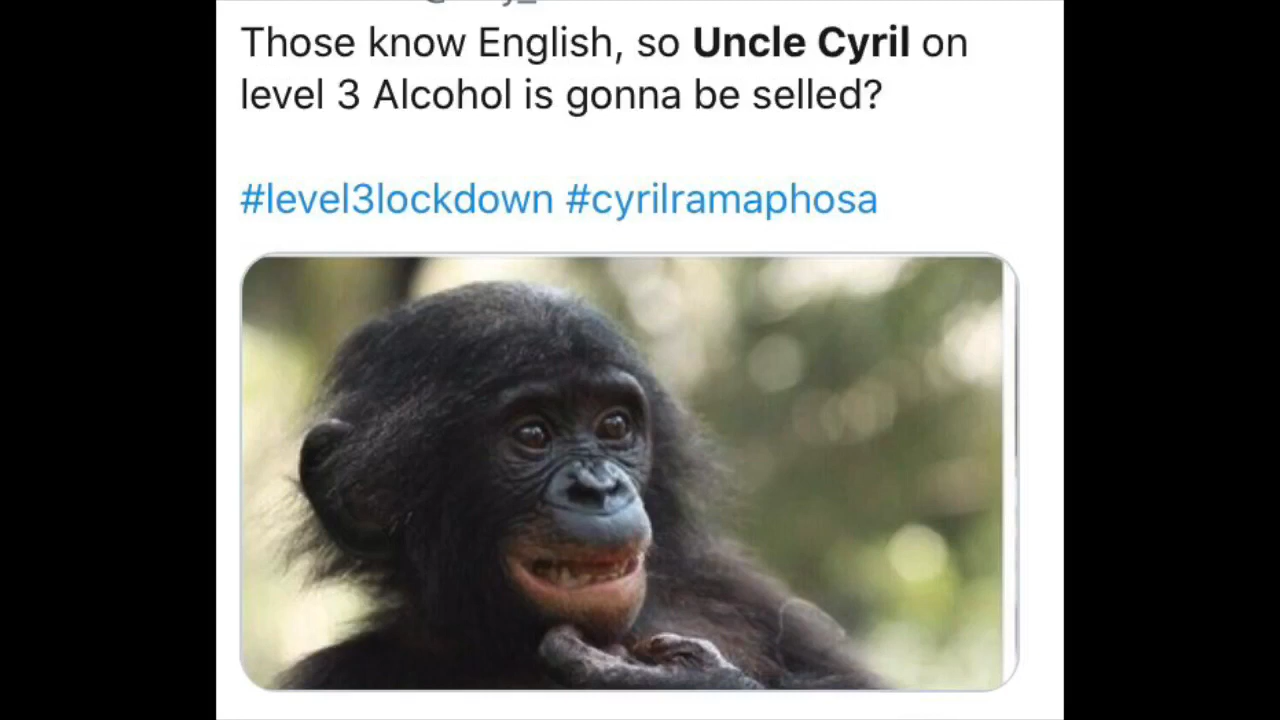 Those know English, so Uncle Cyril on
level 3 Alcohol is gonna be selled?
#level3lockdown #cyrilramaphosa